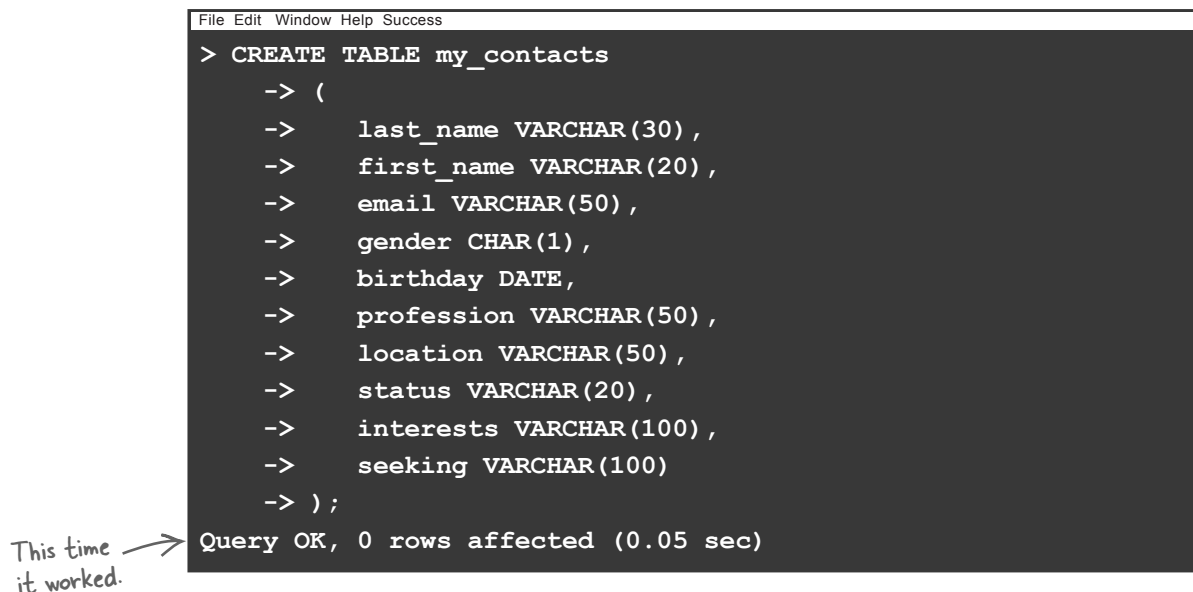 File Edit Window Help Success
> CREATE TABLE my_contacts
-> (
-> last_name VARCHAR(30),
-> first_name VARCHAR(20),
-> email VARCHAR(50),
-> gender CHAR(1),
-> birthday DATE,
-> profession VARCHAR(50),
-> location VARCHAR(50),
-> status VARCHAR(20),
-> interests VARCHAR(100),
-> seeking VARCHAR(100)
-> );
Query OK, 0 rows affected (0.05 sec)
This time
it worked.